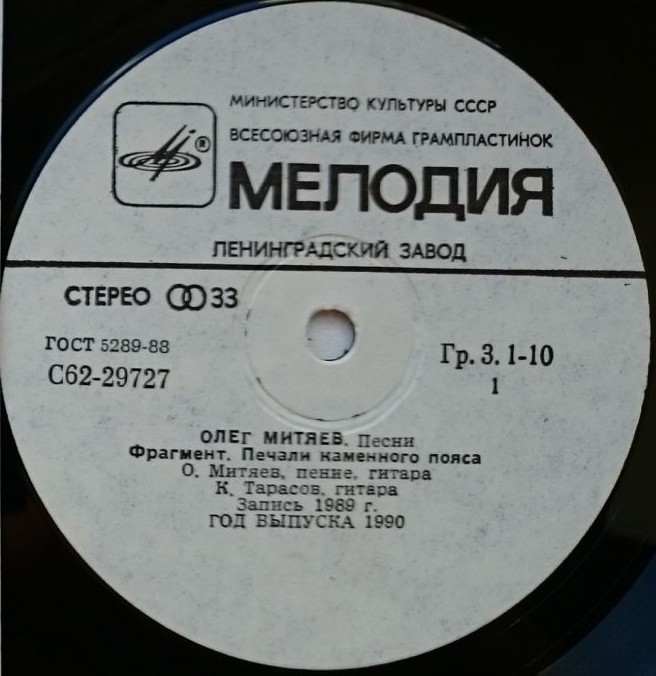 МИНИСТЕРСТВО КУЛЬТУРЫ СССР
ВСЕСОЮЗНАЯ ФИРМА ГРАМПЛАСТИНОК
®
МЕЛОДИЯ
ЛЕНИНГРАДСКИЙ ЗАВОД
СТЕРЕО 33
ГОСТ 5289-88
С62-29727
Гр. 3. 1-10
1
ОЛЕГ МИТЯЕВ. Песни
Фрагмент. Печали каменного пояса
О. Митяев, пение, гитара
К. Тарасов, гитара
Запись 1989 г.
ГОД ВЫПУСКА 1990